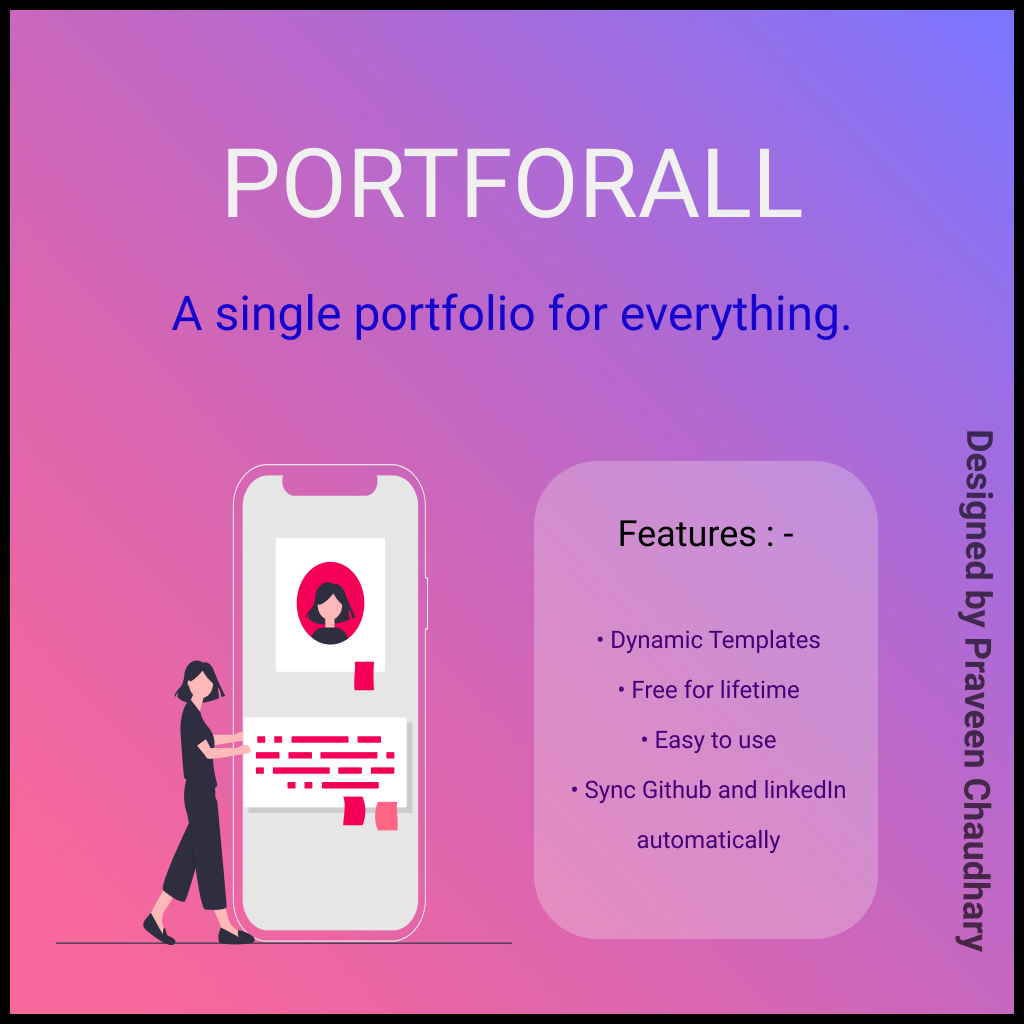 PORTFORALL
A single portfolio for everything.
Features : -
• Dynamic Templates
• Free for lifetime
• Easy to use
• Sync Github and linkedIn
automatically
Designed by Praveen Chaudhary